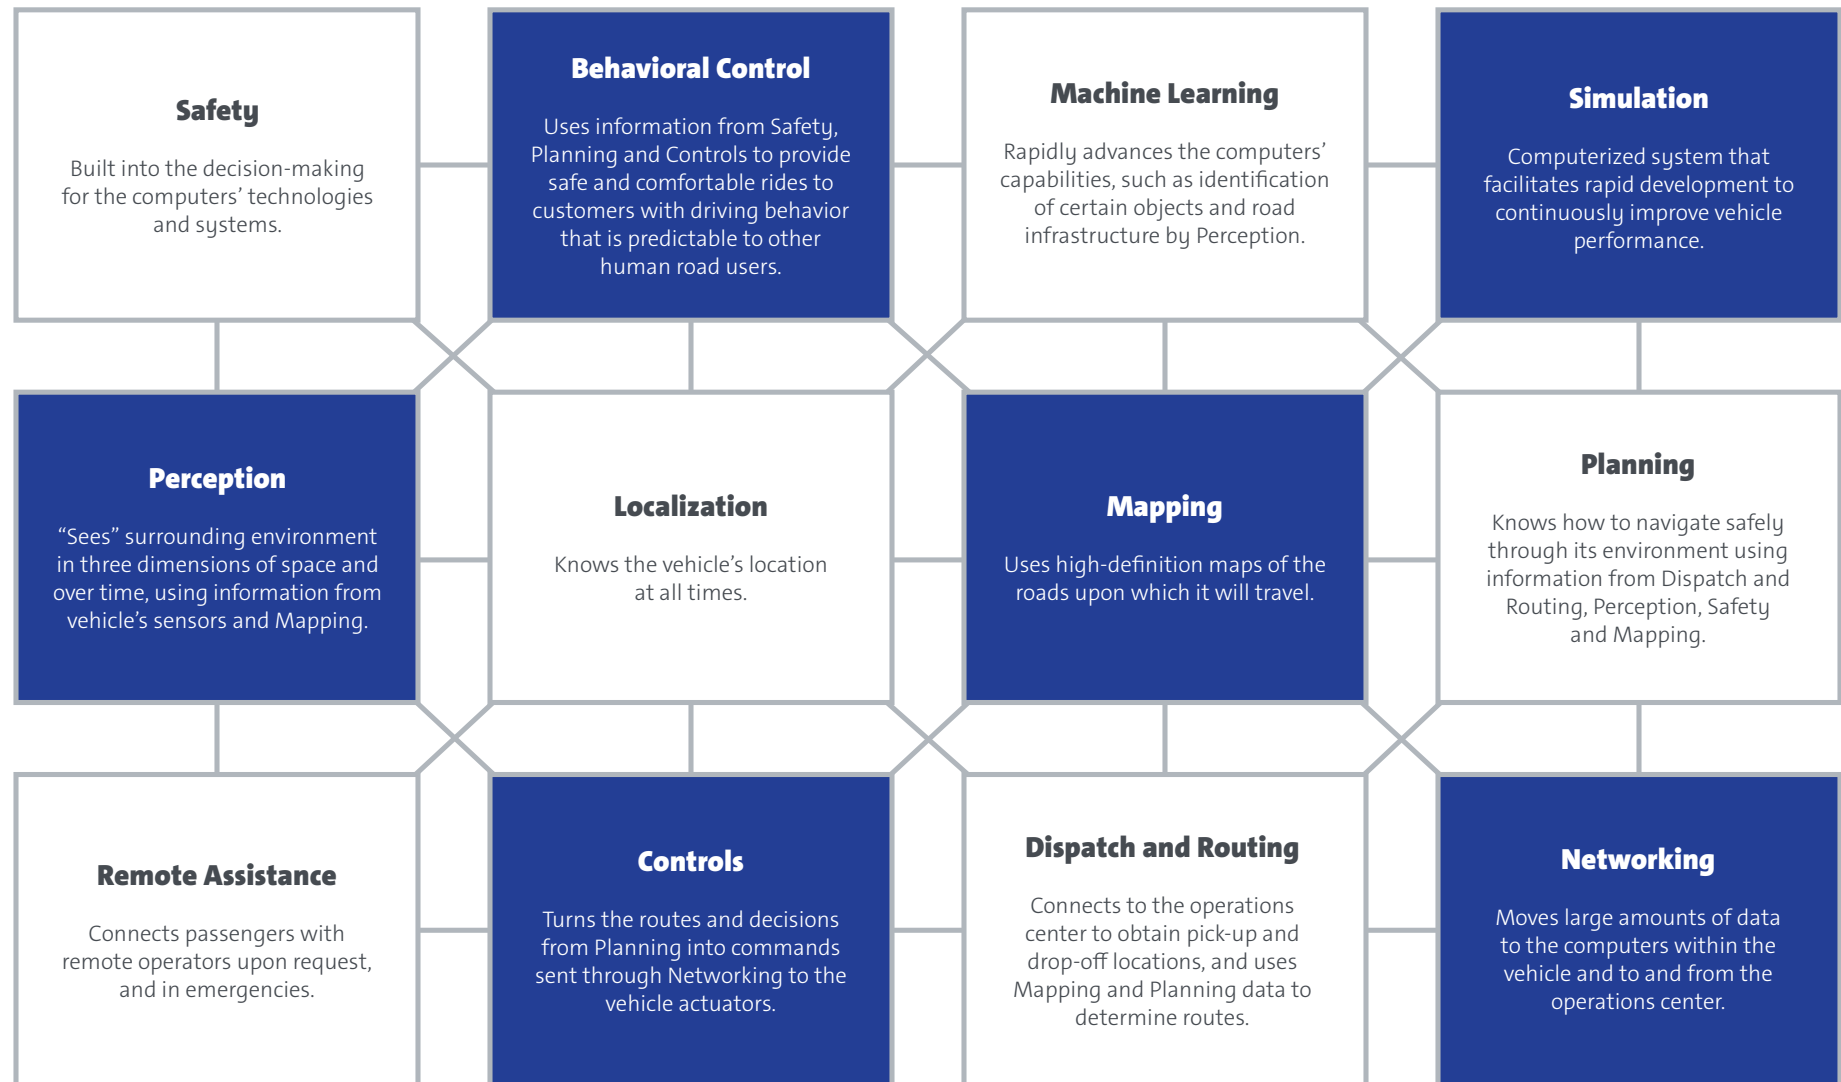 Safety
Built into the decision-making
for the computers’ technologies
and systems.
Behavioral Control
Uses information from Safety,
Planning and Controls to provide
safe and comfortable rides to
customers with driving behavior
that is predictable to other
human road users.
Machine Learning
Rapidly advances the computers’
capabilities, such as identification
of certain objects and road
infrastructure by Perception.
Simulation
Computerized system that
facilitates rapid development to
continuously improve vehicle
performance.
Perception
“Sees” surrounding environment
in three dimensions of space and
over time, using information from
vehicle’s sensors and Mapping.
Localization
Knows the vehicle’s location
at all times.
Mapping
Uses high-definition maps of the
roads upon which it will travel.
Planning
Knows how to navigate safely
through its environment using
information from Dispatch and
Routing, Perception, Safety
and Mapping.
Remote Assistance
Connects passengers with
remote operators upon request,
and in emergencies.
Controls
Turns the routes and decisions
from Planning into commands
sent through Networking to the
vehicle actuators.
Dispatch and Routing
Connects to the operations
center to obtain pick-up and
drop-off locations, and uses
Mapping and Planning data to
determine routes.
Networking
Moves large amounts of data
to the computers within the
vehicle and to and from the
operations center.